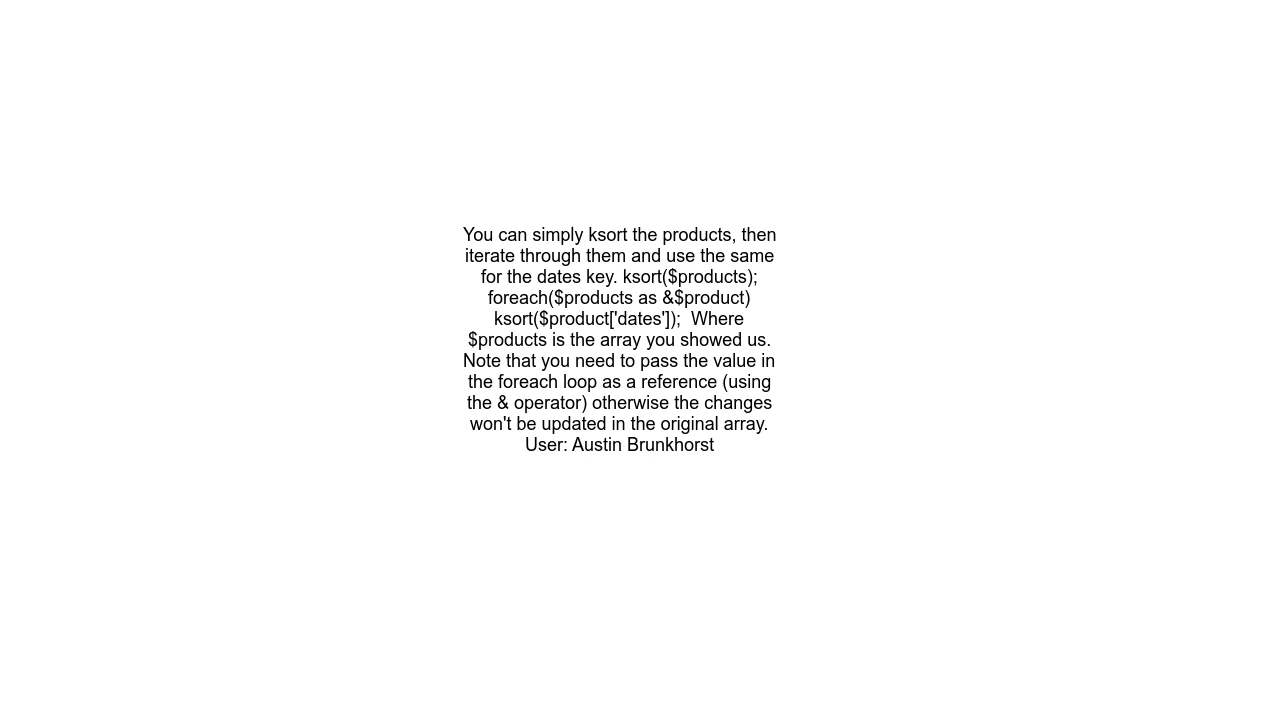 You can simply ksort the products, then
iterate through them and use the same
for the dates key. ksort($products);
foreach($products as &$product)
ksort($product['dates']);  Where
$products is the array you showed us.
Note that you need to pass the value in
the foreach loop as a reference (using
the & operator) otherwise the changes
won't be updated in the original array.
User: Austin Brunkhorst